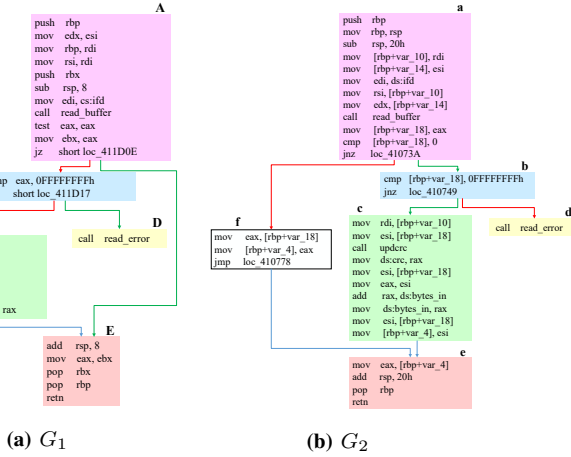 A
push rbp
mov edx, esi
mov rbp, rdi
mov rsi, rdi
push rbx
sub rsp, 8
mov edi, cs:ifd
call read_buffer
test eax, eax
mov ebx, eax
jz short loc_411D0E
eax, 0FFFFFFFFh
short loc_411D17
D
call read_error
rax
E
add rsp, 8
mov eax, ebx
pop rbx
pop rbp
retn
(a) G1
a
push rbp
mov rbp, rsp
sub rsp, 20h
mov [rbp+var_10], rdi
mov [rbp+var_14], esi
mov edi, ds:ifd
mov rsi, [rbp+var_10]
mov edx, [rbp+var_14]
call read_buffer
mov [rbp+var_18], eax
cmp [rbp+var_18], 0
jnz loc_41073A
b
cmp [rbp+var_18], 0FFFFFFFFh
jnz loc_410749
f
mov eax, [rbp+var_18]
mov [rbp+var_4], eax
jmp loc_410778
c
mov rdi, [rbp+var_10]
mov esi, [rbp+var_18]
call updcrc
mov ds:crc, rax
mov esi, [rbp+var_18]
mov eax, esi
add rax, ds:bytes_in
mov ds:bytes_in, rax
mov esi, [rbp+var_18]
mov [rbp+var_4], esi
d
call read_error
e
mov eax, [rbp+var_4]
add rsp, 20h
pop rbp
retn
(b) G2